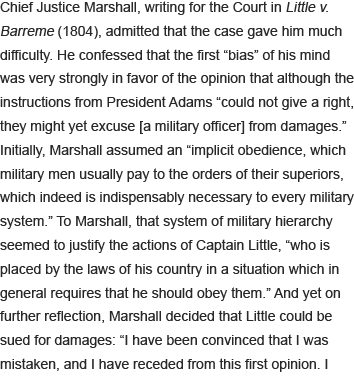 Chief Justice Marshall, writing for the Court in Little v.
Barreme (1804), admitted that the case gave him much
difficulty. He confessed that the first “bias” of his mind
was very strongly in favor of the opinion that although the
instructions from President Adams “could not give a right,
they might yet excuse [a military officer] from damages.”
Initially, Marshall assumed an “implicit obedience, which
military men usually pay to the orders of their superiors,
which indeed is indispensably necessary to every military
system.” To Marshall, that system of military hierarchy
seemed to justify the actions of Captain Little, “who is
placed by the laws of his country in a situation which in
general requires that he should obey them.” And yet on
further reflection, Marshall decided that Little could be
sued for damages: “I have been convinced that I was
mistaken, and I have receded from this first opinion. I